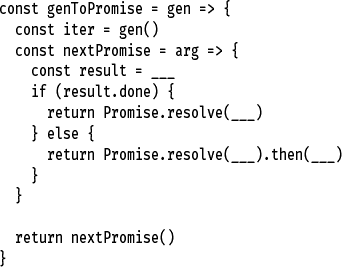 const genToPromise = gen => {
  const iter = gen()
  const nextPromise = arg => {
    const result = ___
    if (result.done) {
      return Promise.resolve(___)
    } else {
      return Promise.resolve(___).then(___)
    }
  }

  return nextPromise()
}